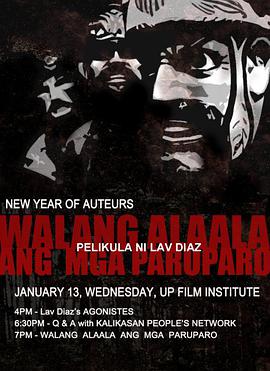 NEW YEAR OF AUTEURS
WALANG ALAALA
PELIKULA NI LAV DIAZ
ANG MGA PARUPARO
JANUARY 13, WEDNESDAY, UP FILM INSTITUTE
4PM - Lav Diaz's AGONISTES
6:30PM - Q & A with KALIKASAN PEOPLE'S NETWORK
7PM - WALANG ALAALA ANG MGA PARUPARO